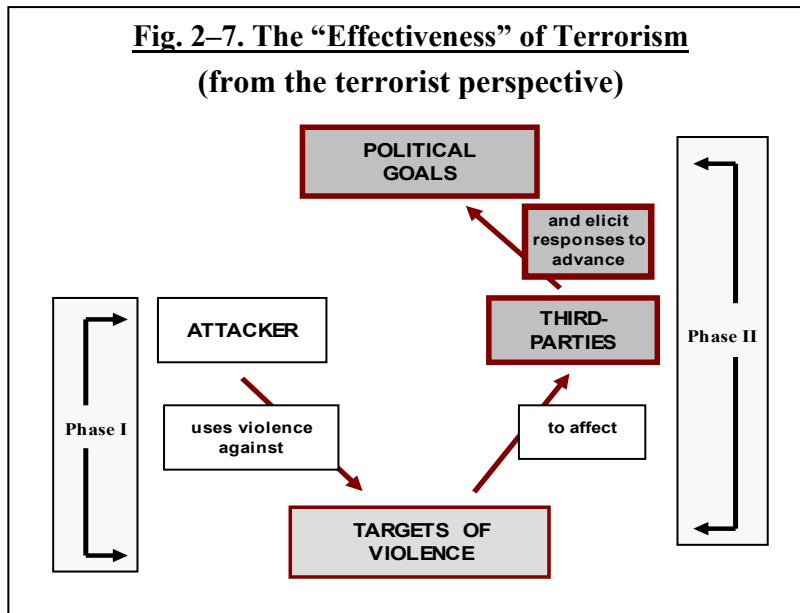 Fig. 2–7. The “Effectiveness” of Terrorism
(from the terrorist perspective)
POLITICAL
GOALS
and elicit
responses to
advance
THIRD-
PARTIES
Phase II
ATTACKER
Phase I
uses violence
against
to affect
TARGETS OF
VIOLENCE